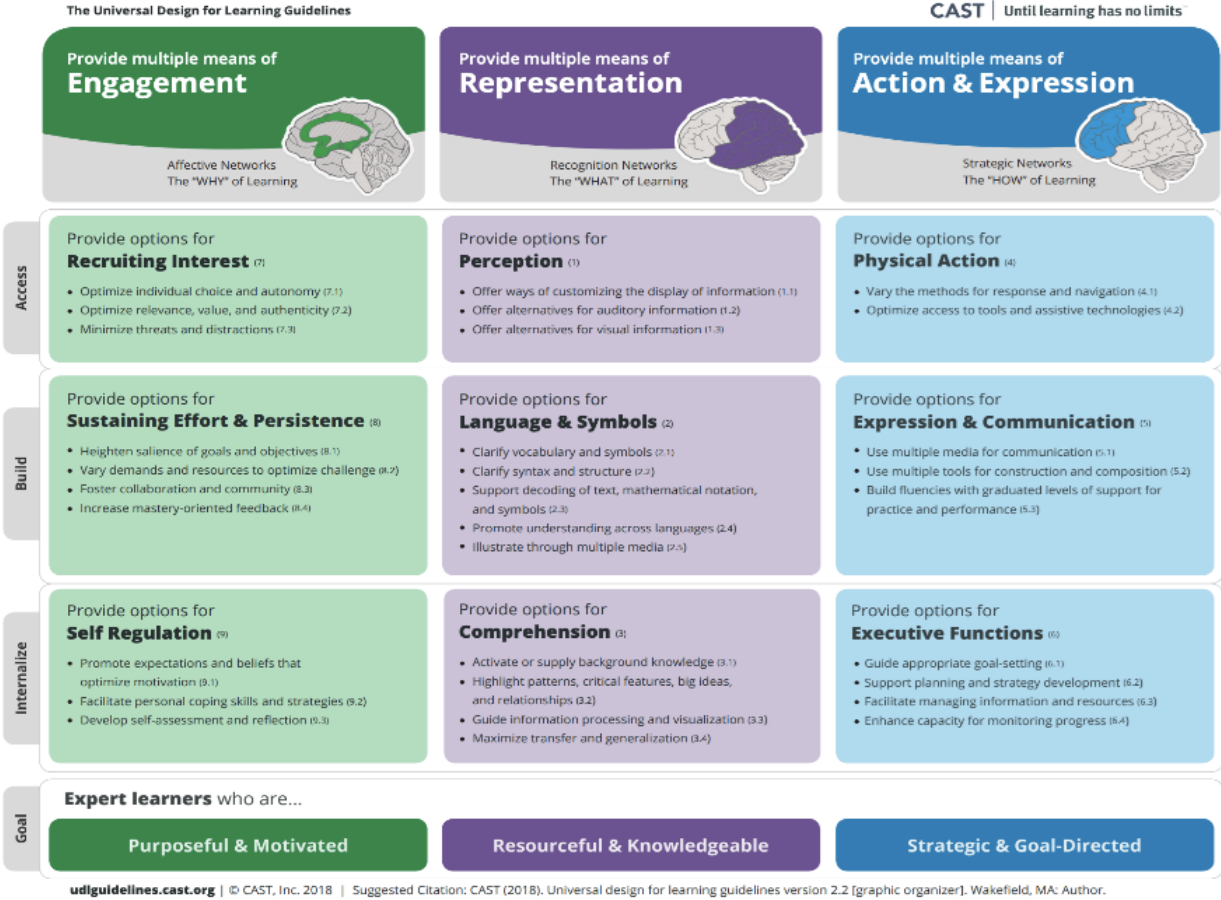 The Universal Design for Learning Guidelines
CAST | Until learning has no limits™
Provide multiple means of
Engagement
Affective Networks
The “WHY” of Learning
Provide multiple means of
Representation
Recognition Networks
The “WHAT” of Learning
Provide multiple means of
Action & Expression
Strategic Networks
The “HOW” of Learning
Access
Provide options for
Recruiting Interest (7)
• Optimize individual choice and autonomy (7.1)
• Optimize relevance, value, and authenticity (7.2)
• Minimize threats and distractions (7.3)
Provide options for
Perception (1)
• Offer ways of customizing the display of information (1.1)
• Offer alternatives for auditory information (1.2)
• Offer alternatives for visual information (1.3)
Provide options for
Physical Action (4)
• Vary the methods for response and navigation (4.1)
• Optimize access to tools and assistive technologies (4.2)
Build
Provide options for
Sustaining Effort & Persistence (8)
• Heighten salience of goals and objectives (8.1)
• Vary demands and resources to optimize challenge (8.2)
• Foster collaboration and community (8.3)
• Increase mastery-oriented feedback (8.4)
Provide options for
Language & Symbols (2)
• Clarify vocabulary and symbols (2.1)
• Clarify syntax and structure (2.2)
• Support decoding of text, mathematical notation,
and symbols (2.3)
• Promote understanding across languages (2.4)
• Illustrate through multiple media (2.5)
Provide options for
Expression & Communication (5)
• Use multiple media for communication (5.1)
• Use multiple tools for construction and composition (5.2)
• Build fluencies with graduated levels of support for
practice and performance (5.3)
Internalize
Provide options for
Self Regulation (9)
• Promote expectations and beliefs that
optimize motivation (9.1)
• Facilitate personal coping skills and strategies (9.2)
• Develop self-assessment and reflection (9.3)
Provide options for
Comprehension (3)
• Activate or supply background knowledge (3.1)
• Highlight patterns, critical features, big ideas,
and relationships (3.2)
• Guide information processing and visualization (3.3)
• Maximize transfer and generalization (3.4)
Provide options for
Executive Functions (6)
• Guide appropriate goal-setting (6.1)
• Support planning and strategy development (6.2)
• Facilitate managing information and resources (6.3)
• Enhance capacity for monitoring progress (6.4)
Goal
Expert learners who are...
Purposeful & Motivated
Resourceful & Knowledgeable
Strategic & Goal-Directed
udlguidelines.cast.org | © CAST, Inc. 2018 | Suggested Citation: CAST (2018). Universal design for learning guidelines version 2.2 [graphic organizer]. Wakefield, MA: Author.